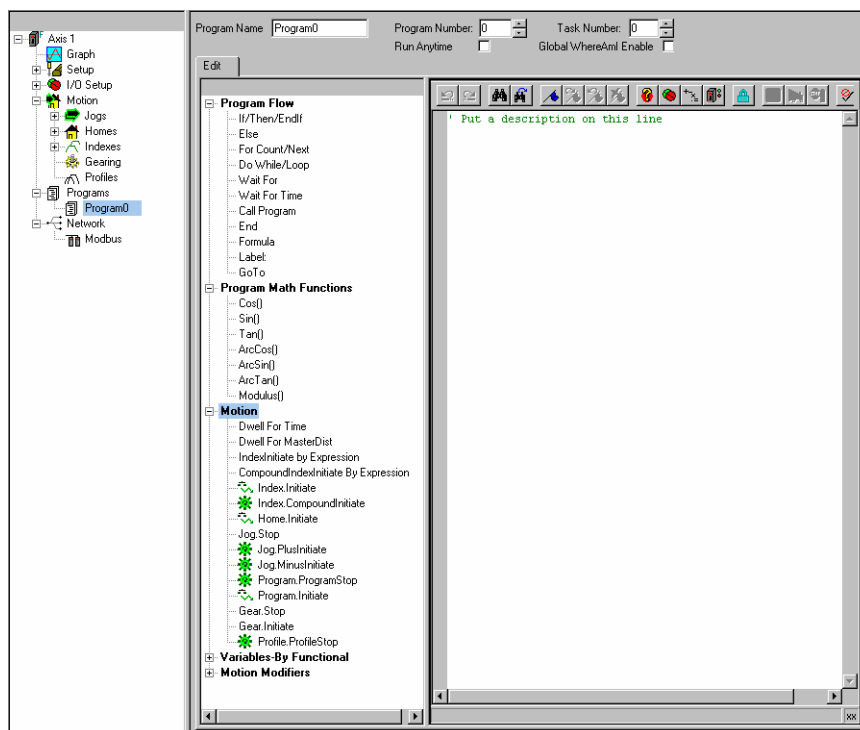 Axis 1
Graph
Setup
I/O Setup
Motion
Jogs
Homes
Indexes
Gearing
Profiles
Programs
Program0
Network
Modbus
Program Name Program0 Program Number: 0 Task Number: 0
Run Anytime Global WhereAmI Enable
Edit
Program Flow
If/Then/EndIf
Else
For Count/Next
Do While/Loop
Wait For
Wait For Time
Call Program
End
Formula
Label:
GoTo
Program Math Functions
Cos()
Sin()
Tan()
ArcCos()
ArcSin()
ArcTan()
Modulus()
Motion
Dwell For Time
Dwell For MasterDist
IndexInitiate by Expression
CompoundIndexInitiate By Expression
Index.Initiate
Index.CompoundInitiate
Home.Initiate
Jog.Stop
Jog.PlusInitiate
Jog.MinusInitiate
Program.ProgramStop
Program.Initiate
Gear.Stop
Gear.Initiate
Profile.ProfileStop
Variables-By Functional
Motion Modifiers
' Put a description on this line
xx